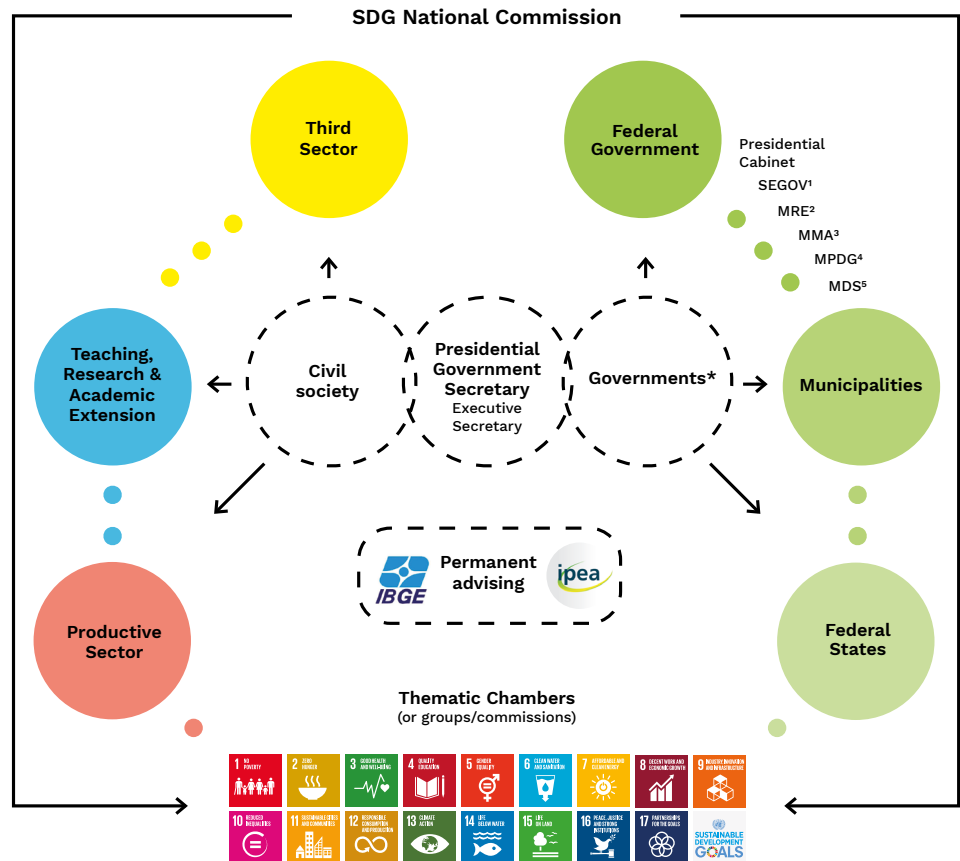 SDG National Commission
Third
Sector
Federal
Government
Presidential
Cabinet
SEGOV¹
MRE²
MMA³
MPDG⁴
MDS⁵
Teaching,
Research &
Academic
Extension
Civil
society
Presidential
Government
Secretary
Executive
Secretary
Governments*
Municipalities
IBGE
Permanent
advising
ipea
Productive
Sector
Federal
States
Thematic Chambers
(or groups/commissions)
1 NO
POVERTY
2 ZERO
HUNGER
3 GOOD HEALTH
AND WELL-BEING
4 QUALITY
EDUCATION
5 GENDER
EQUALITY
6 CLEAN WATER
AND SANITATION
7 AFFORDABLE AND
CLEAN ENERGY
8 DECENT WORK AND
ECONOMIC GROWTH
9 INDUSTRY, INNOVATION
AND INFRASTRUCTURE
10 REDUCED
INEQUALITIES
11 SUSTAINABLE CITIES
AND COMMUNITIES
12 RESPONSIBLE
CONSUMPTION
AND PRODUCTION
13 CLIMATE
ACTION
14 LIFE
BELOW WATER
15 LIFE
ON LAND
16 PEACE, JUSTICE
AND STRONG
INSTITUTIONS
17 PARTNERSHIPS
FOR THE GOALS
SUSTAINABLE
DEVELOPMENT
GOALS